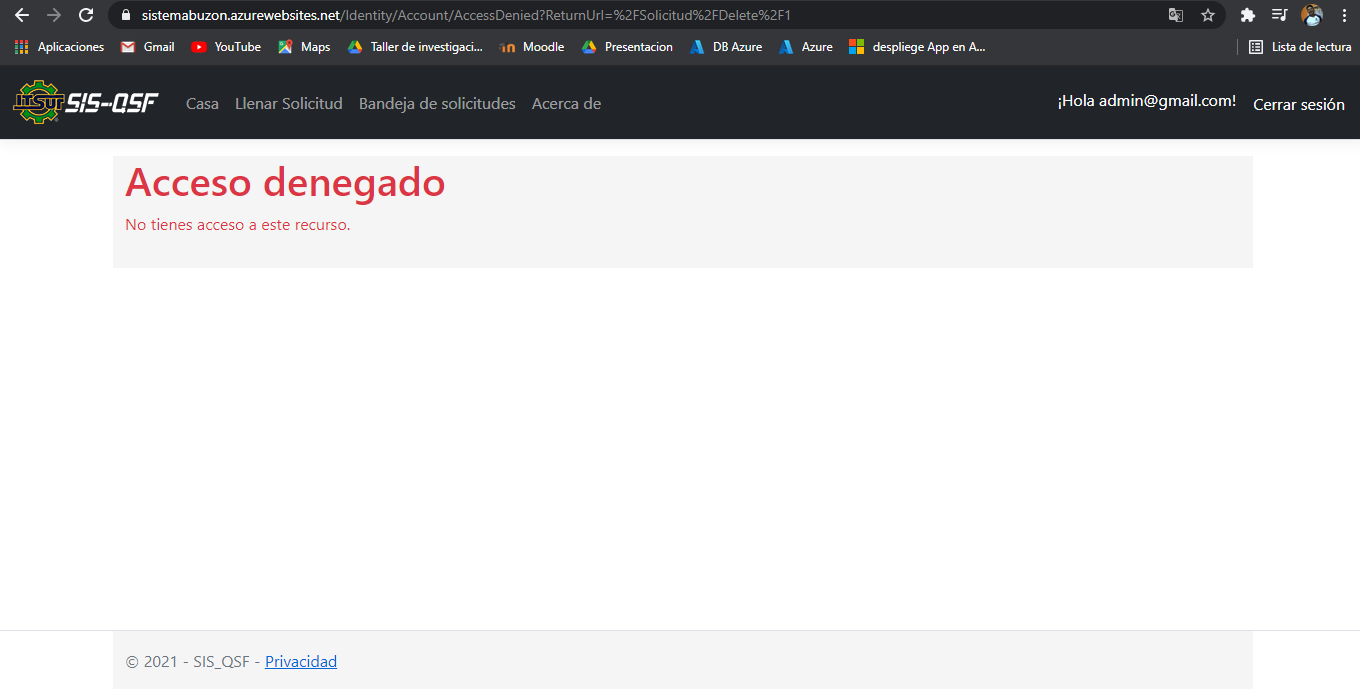 sistemabuzon.azurewebsites.net/Identity/Account/AccessDenied?ReturnUrl=%2FSolicitud%2FDelete%2F1
Aplicaciones Gmail YouTube Maps Taller de investigaci... Moodle Presentacion DB Azure Azure despliege App en A... Lista de lectura
ITSur SIS-QSF Casa Llenar Solicitud Bandeja de solicitudes Acerca de ¡Hola admin@gmail.com! Cerrar sesión
Acceso denegado
No tienes acceso a este recurso.
© 2021 - SIS_QSF - Privacidad